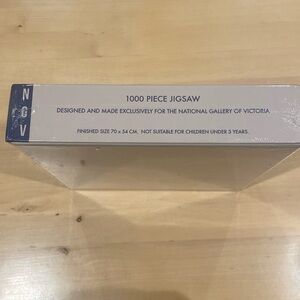 NGV
1000 PIECE JIGSAW
DESIGNED AND MADE EXCLUSIVELY FOR THE NATIONAL GALLERY OF VICTORIA
FINISHED SIZE 70 x 54 CM. NOT SUITABLE FOR CHILDREN UNDER 3 YEARS.